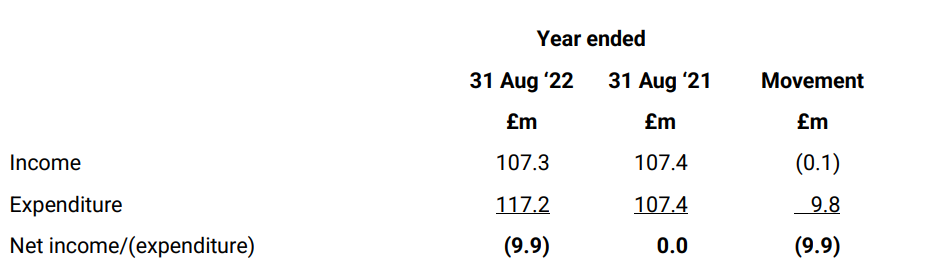 Year ended
31 Aug ‘22 31 Aug ‘21 Movement
£m £m £m
Income 107.3 107.4 (0.1)
Expenditure 117.2 107.4 9.8
Net income/(expenditure) (9.9) 0.0 (9.9)